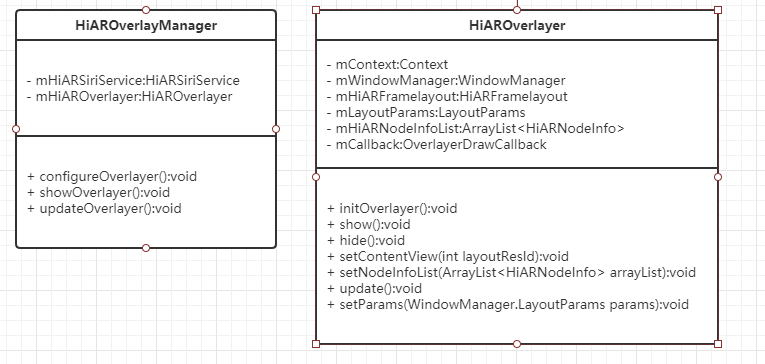 HiAROverlayManager
- mHiARSiriService:HiARSiriService
- mHiAROverlayer:HiAROverlayer
+ configureOverlayer():void
+ showOverlayer():void
+ updateOverlayer():void
HiAROverlayer
- mContext:Context
- mWindowManager:WindowManager
- mHiARFramelayout:HiARFramelayout
- mLayoutParams:LayoutParams
- mHiARNodeInfoList:ArrayList<HiARNodeInfo>
- mCallback:OverlayerDrawCallback
+ initOverlayer():void
+ show():void
+ hide():void
+ setContentView(int layoutResId):void
+ setNodeInfoList(ArrayList<HiARNodeInfo> arrayList):void
+ update():void
+ setParams(WindowManager.LayoutParams params):void